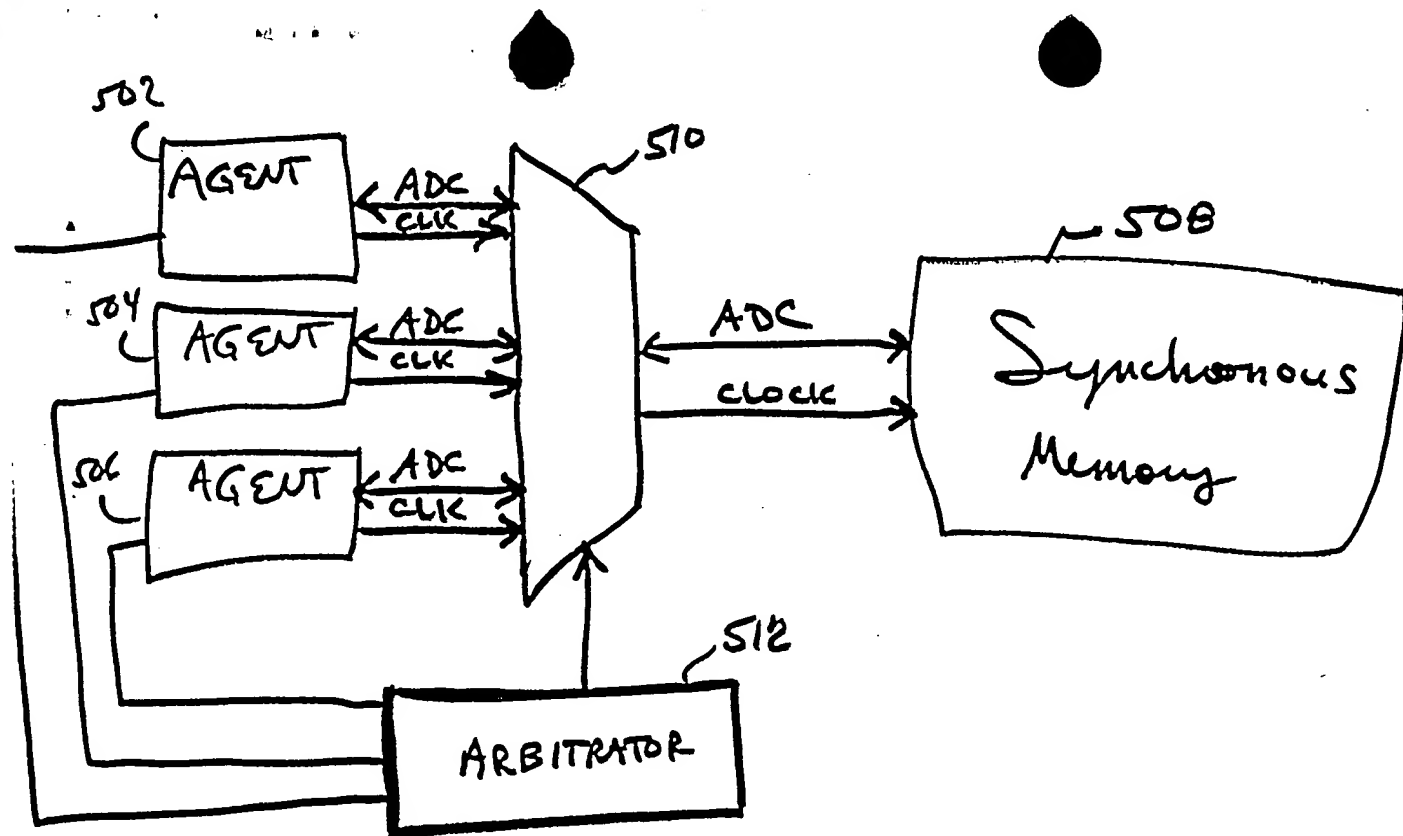 502
AGENT
ADC
CLK
510
504
AGENT
ADC
CLK
506
AGENT
ADC
CLK
ADC
CLOCK
508
Synchronous
Memory
512
ARBITRATOR